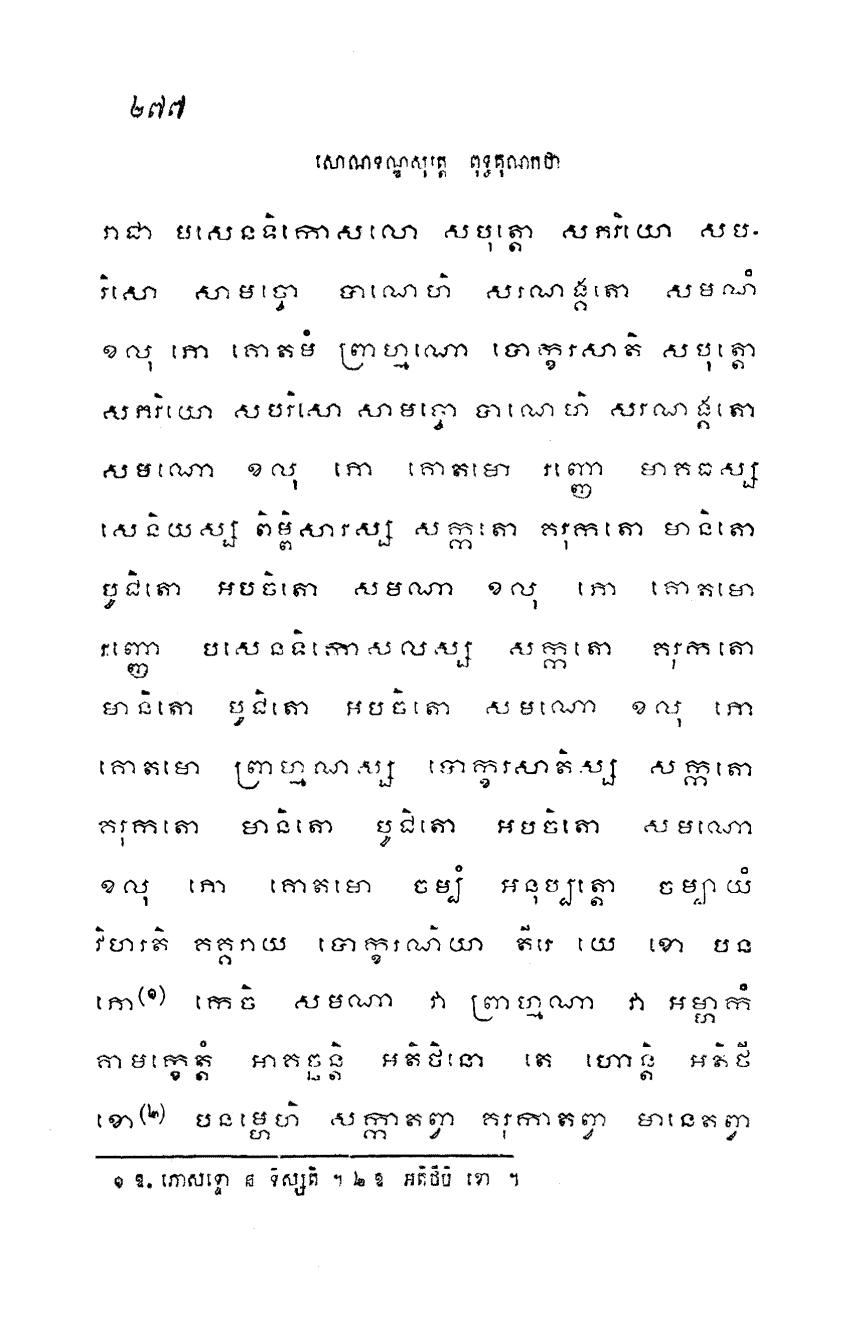 ២៧៧
សោណទណ្ឌសុត្តេ ពុទ្ធគុណកថា
រាជា បសេនទិកោសលោ សបុត្តោ សភរិយោ សប-
រិសោ សាមច្ចោ បាណេហិ សរណង្គតោ សមណំ
ខលុ ភោ គោតមំ ព្រាហ្មណោ បោក្ខរសាតិ សបុត្តោ
សភរិយោ សបរិសោ សាមច្ចោ បាណេហិ សរណង្គតោ
សមណោ ខលុ ភោ គោតមោ រញ្ញោ មាគធស្ស
សេនិយស្ស ពិម្ពិសារស្ស សក្កតោ គរុកតោ មានិតោ
បូជិតោ អបចិតោ សមណោ ខលុ ភោ គោតមោ
រញ្ញោ បសេនទិកោសលស្ស សក្កតោ គរុកតោ
មានិតោ បូជិតោ អបចិតោ សមណោ ខលុ ភោ
គោតមោ ព្រាហ្មណស្ស បោក្ខរសាតិស្ស សក្កតោ
គរុកតោ មានិតោ បូជិតោ អបចិតោ សមណោ
ខលុ ភោ គោតមោ ចម្បំ អនុប្បត្តោ ចម្បាយំ
វិហរតិ គគ្គរាយ បោក្ខរណិយា តីរេ យេ ខោ បន
ភោ(១) កេចិ សមណា វា ព្រាហ្មណា វា អម្ហាកំ
គាមក្ខេត្តំ អាគច្ឆន្តិ អតិថិនោ តេ ហោន្តិ អតិថី
ខោ(២) បនម្ហេហិ សក្កាតព្វា គរុកាតព្វា មានេតព្វា
១ ឱ. ភោសទ្ទោ ន ទិស្សតិ ។ ២ ឱ អតិថីបិ ខោ ។